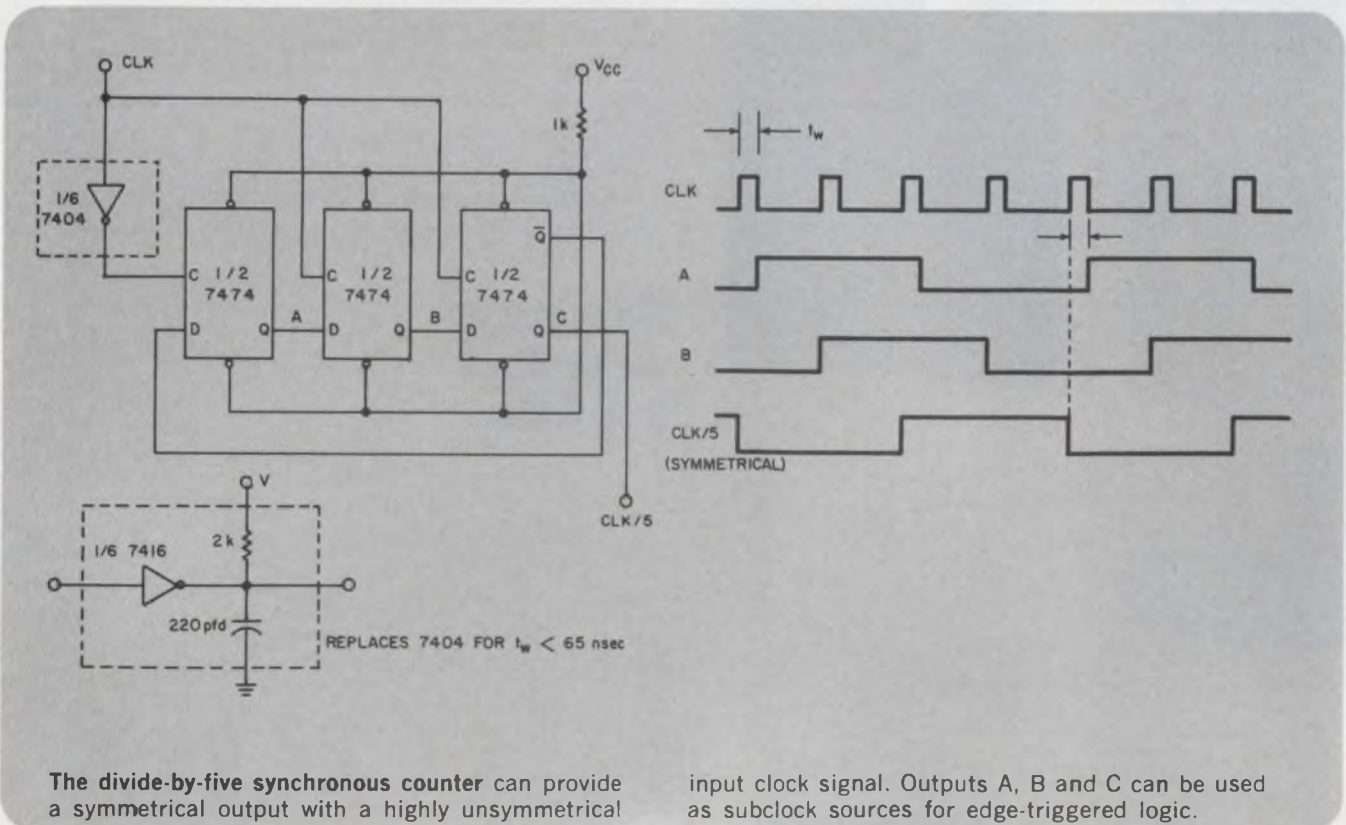 CLK
VCC
1k
1/6
7404
Q̄
C
1/2
7474
C
1/2
7474
C
1/2
7474
D
Q
A
D
Q
B
D
Q
C
CLK/5
V
1/6 7416
2k
220pfd
REPLACES 7404 FOR tw < 65 nsec
tw
CLK
A
B
CLK/5
(SYMMETRICAL)
The divide-by-five synchronous counter can provide
a symmetrical output with a highly unsymmetrical
input clock signal. Outputs A, B and C can be used
as subclock sources for edge-triggered logic.